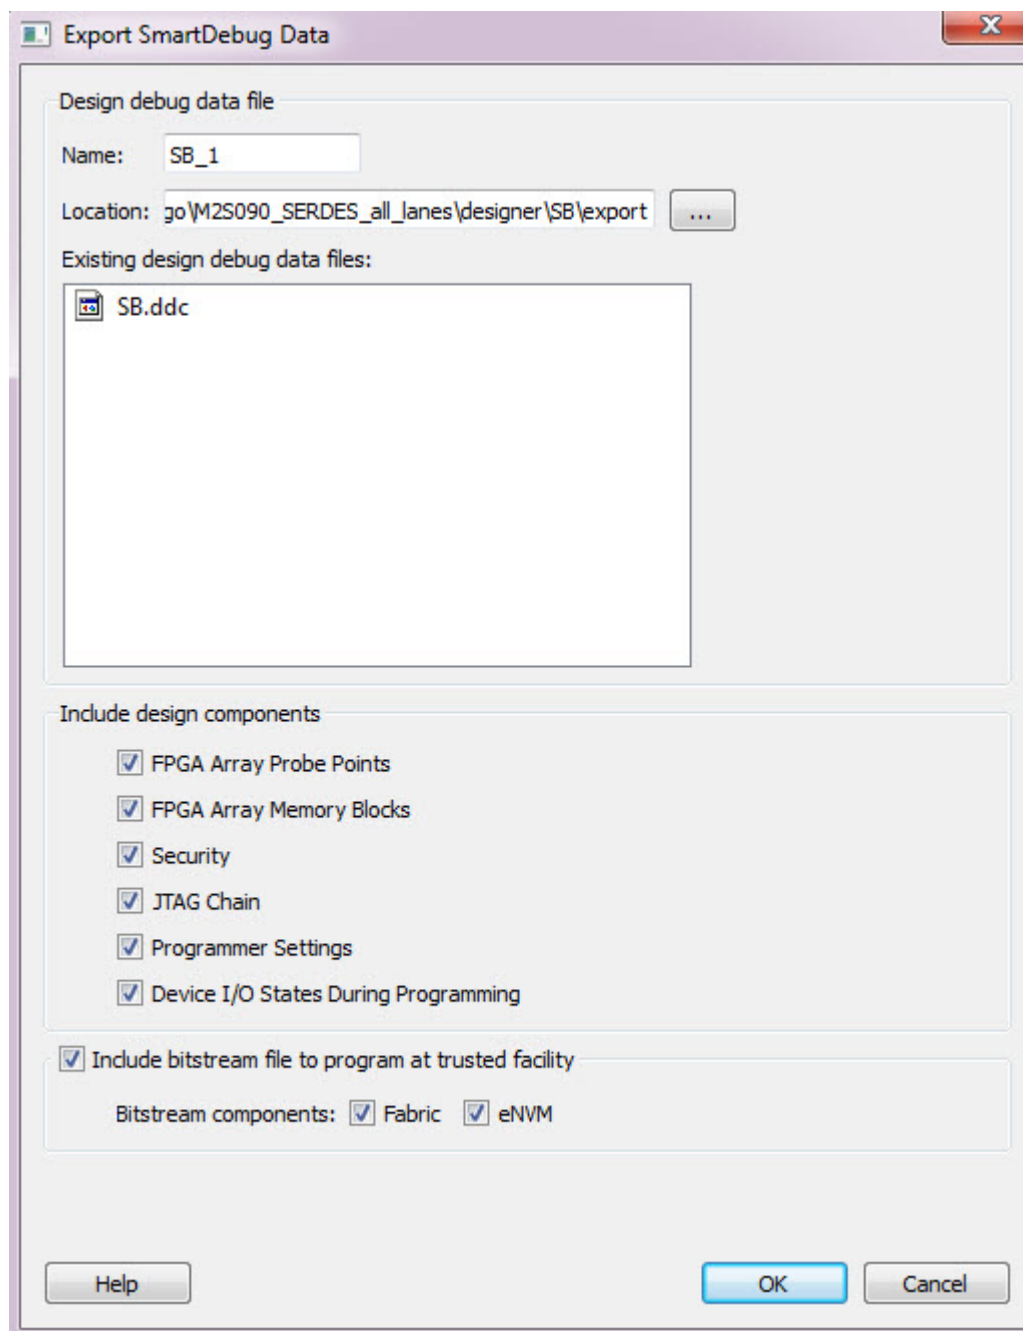 Export SmartDebug Data
Design debug data file
Name: SB_1
Location: go\M2S090_SERDES_all_lanes\designer\SB\export ...
Existing design debug data files:
SB.ddc
Include design components
FPGA Array Probe Points
FPGA Array Memory Blocks
Security
JTAG Chain
Programmer Settings
Device I/O States During Programming
Include bitstream file to program at trusted facility
Bitstream components: Fabric eNVM
Help OK Cancel